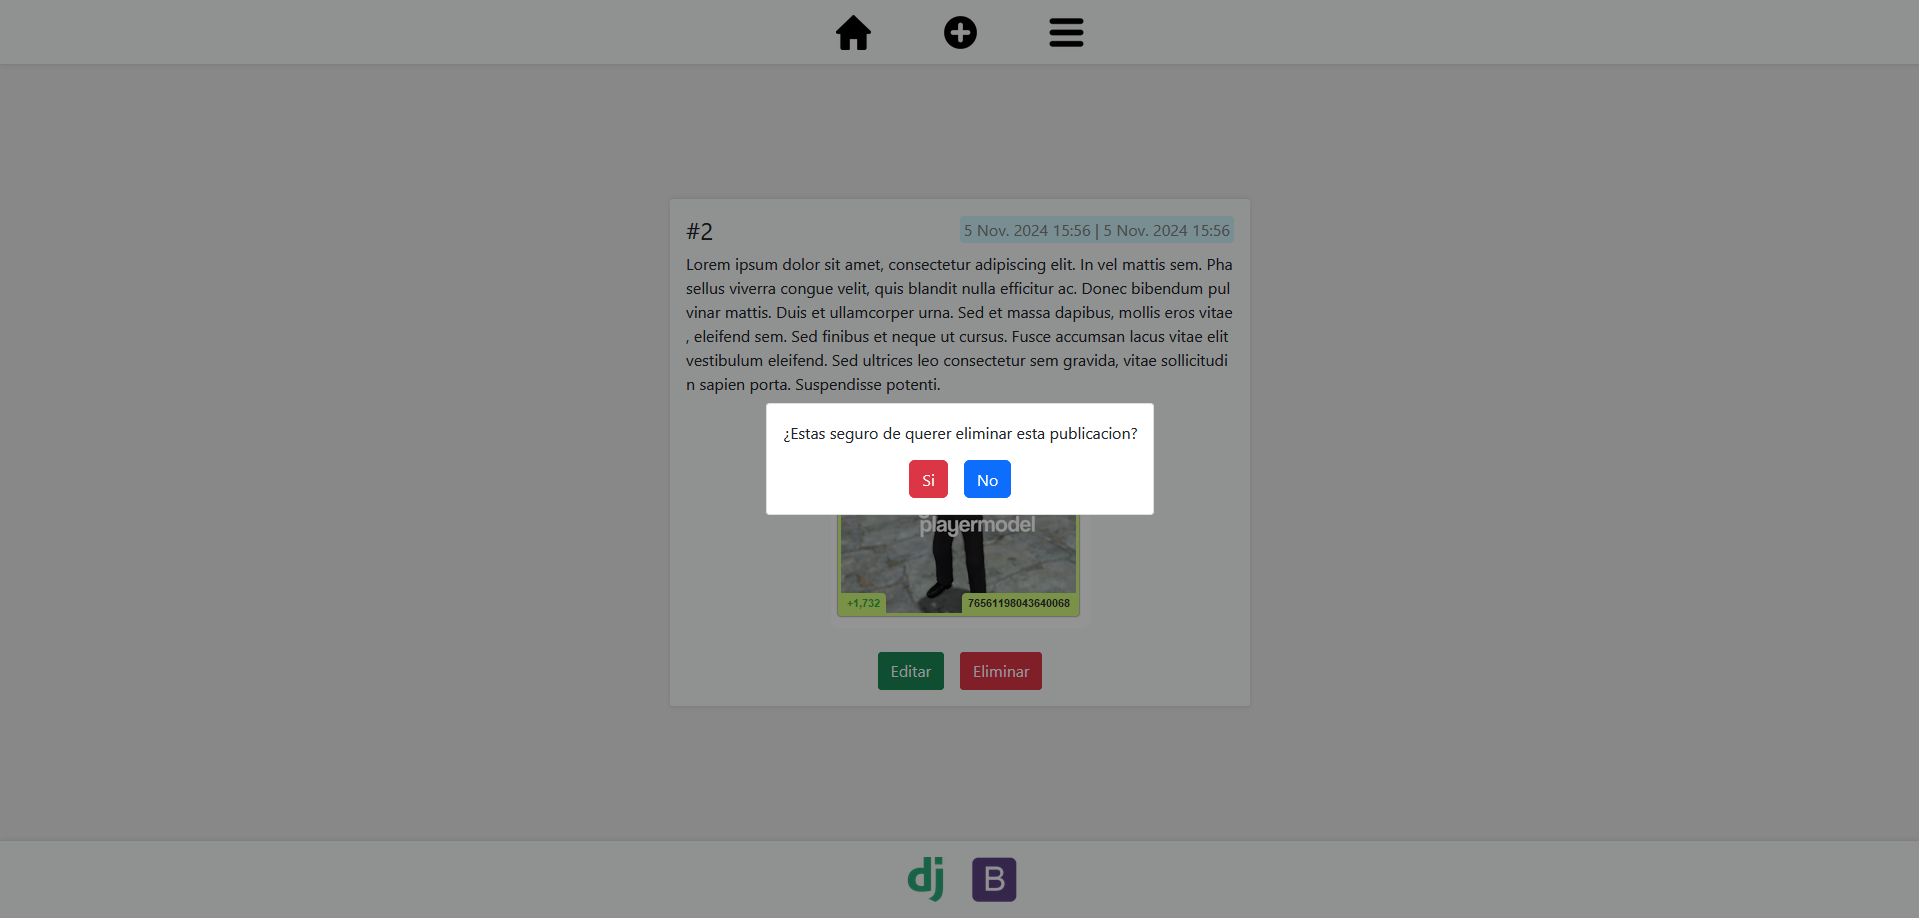 #2
5 Nov. 2024 15:56 | 5 Nov. 2024 15:56
Lorem ipsum dolor sit amet, consectetur adipiscing elit. In vel mattis sem. Pha
sellus viverra congue velit, quis blandit nulla efficitur ac. Donec bibendum pul
vinar mattis. Duis et ullamcorper urna. Sed et massa dapibus, mollis eros vitae
, eleifend sem. Sed finibus et neque ut cursus. Fusce accumsan lacus vitae elit
vestibulum eleifend. Sed ultrices leo consectetur sem gravida, vitae sollicitudi
n sapien porta. Suspendisse potenti.
¿Estas seguro de querer eliminar esta publicacion?
Si No
playermodel
+1,732 76561198043640068
Editar Eliminar
dj B